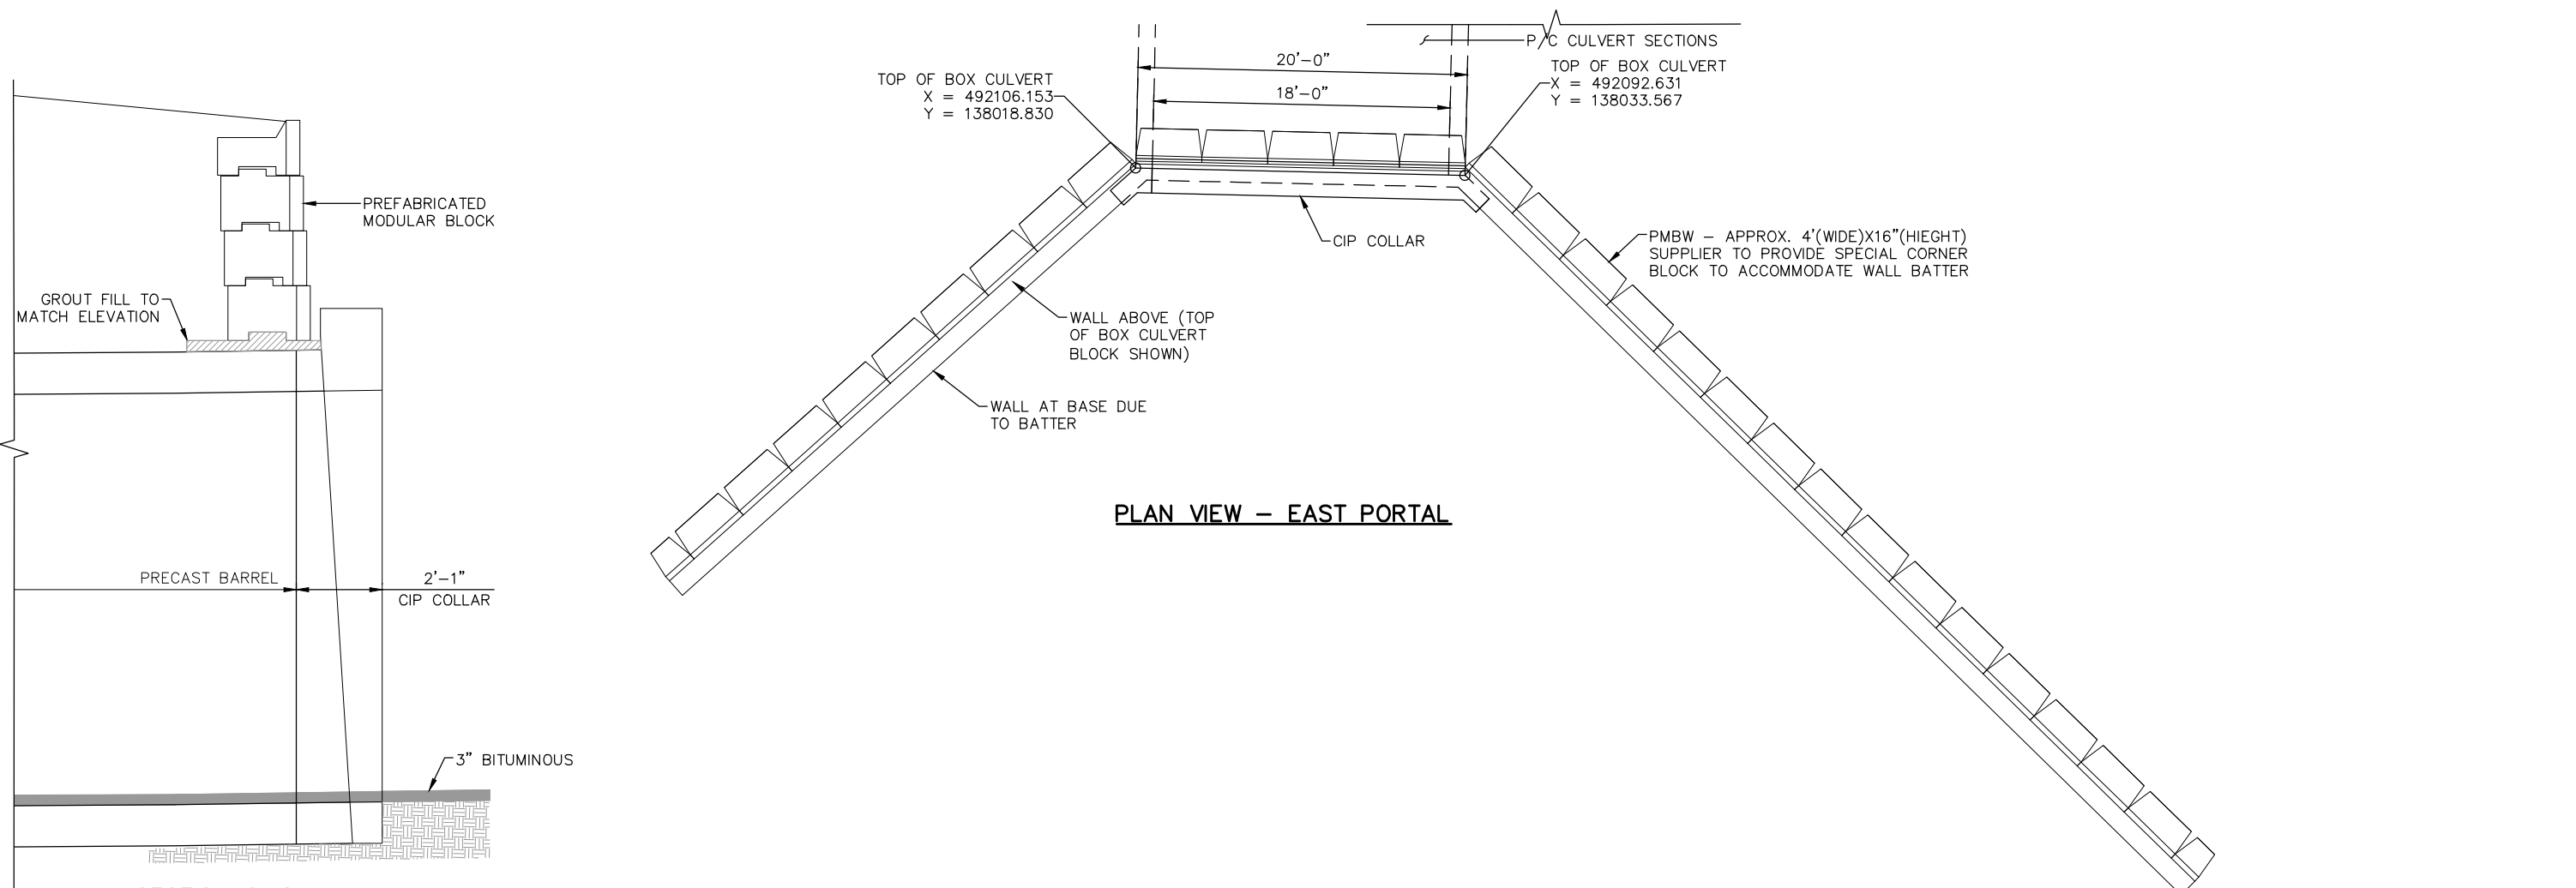 PREFABRICATED
MODULAR BLOCK
GROUT FILL TO
MATCH ELEVATION
PRECAST BARREL
2'-1"
CIP COLLAR
3" BITUMINOUS
P/C CULVERT SECTIONS
20'-0"
18'-0"
TOP OF BOX CULVERT
X = 492106.153
Y = 138018.830
TOP OF BOX CULVERT
X = 492092.631
Y = 138033.567
CIP COLLAR
PMBW - APPROX. 4'(WIDE)X16"(HIEGHT)
SUPPLIER TO PROVIDE SPECIAL CORNER
BLOCK TO ACCOMMODATE WALL BATTER
WALL ABOVE (TOP
OF BOX CULVERT
BLOCK SHOWN)
WALL AT BASE DUE
TO BATTER
PLAN VIEW - EAST PORTAL